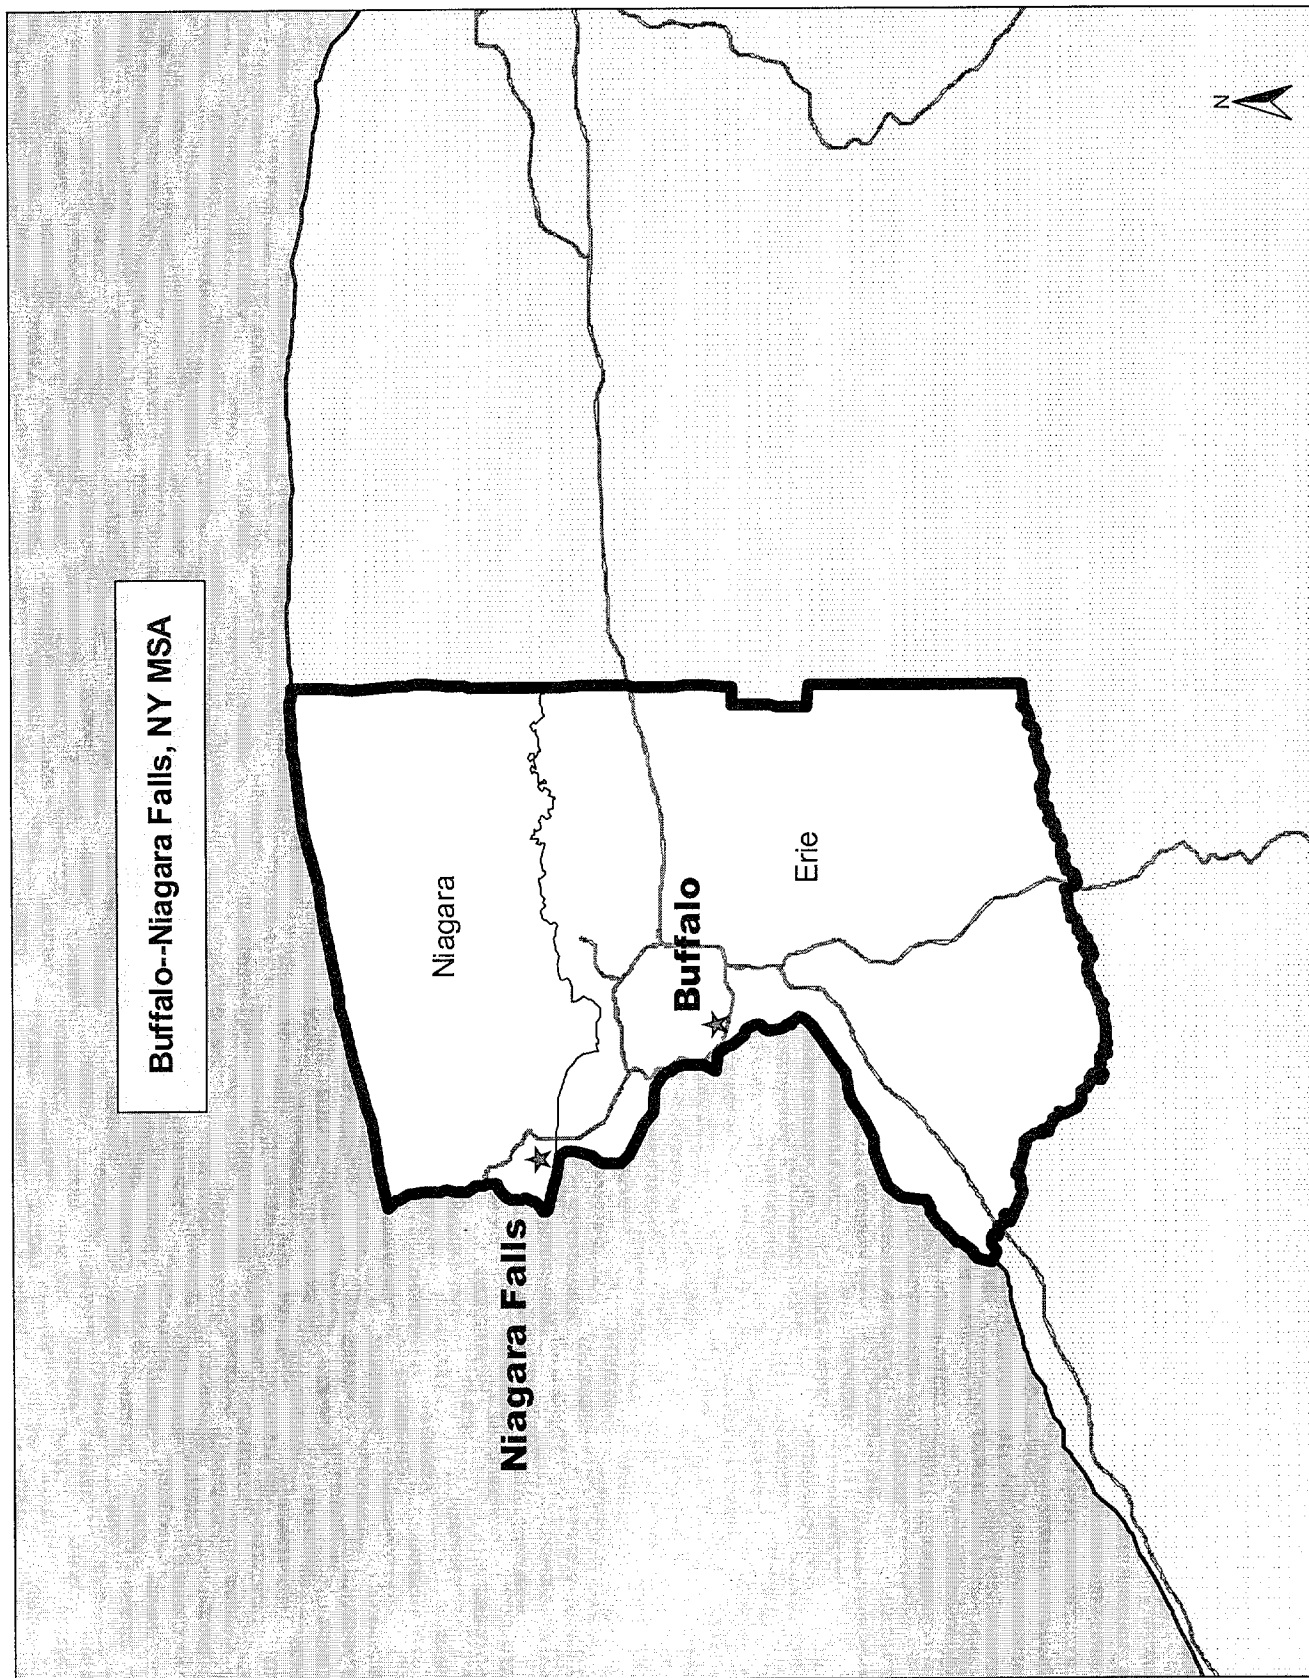 Buffalo--Niagara Falls, NY MSA
Niagara
Niagara Falls
Buffalo
Erie
N